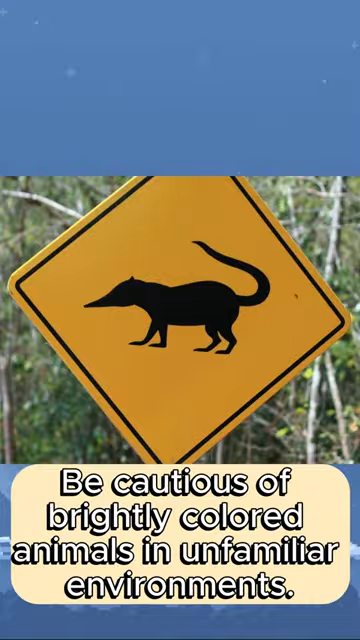 Be cautious of
brightly colored
animals in unfamiliar
environments.